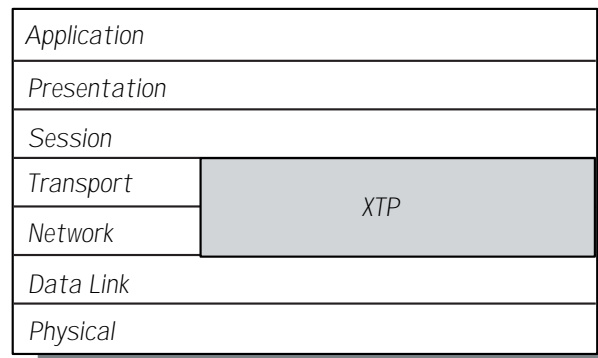 Application
Presentation
Session
Transport
XTP
Network
Data Link
Physical